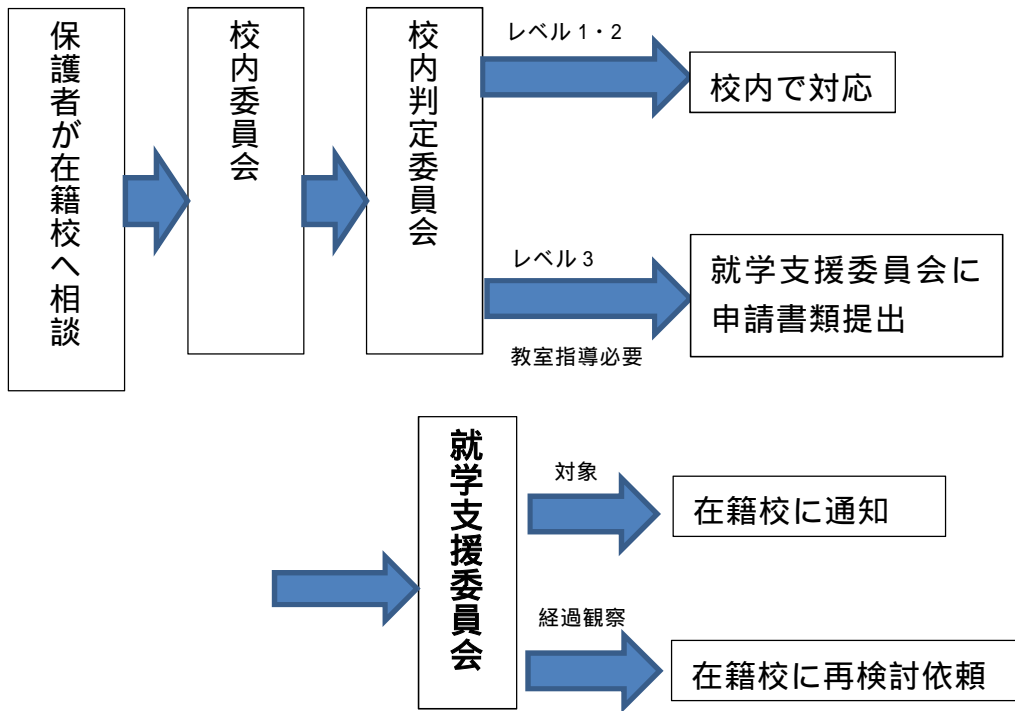 保護者が在籍校へ相談
校内委員会
校内判定委員会
レベル1・2
校内で対応
レベル3
教室指導必要
就学支援委員会に
申請書類提出
就学支援委員会
対象
在籍校に通知
経過観察
在籍校に再検討依頼